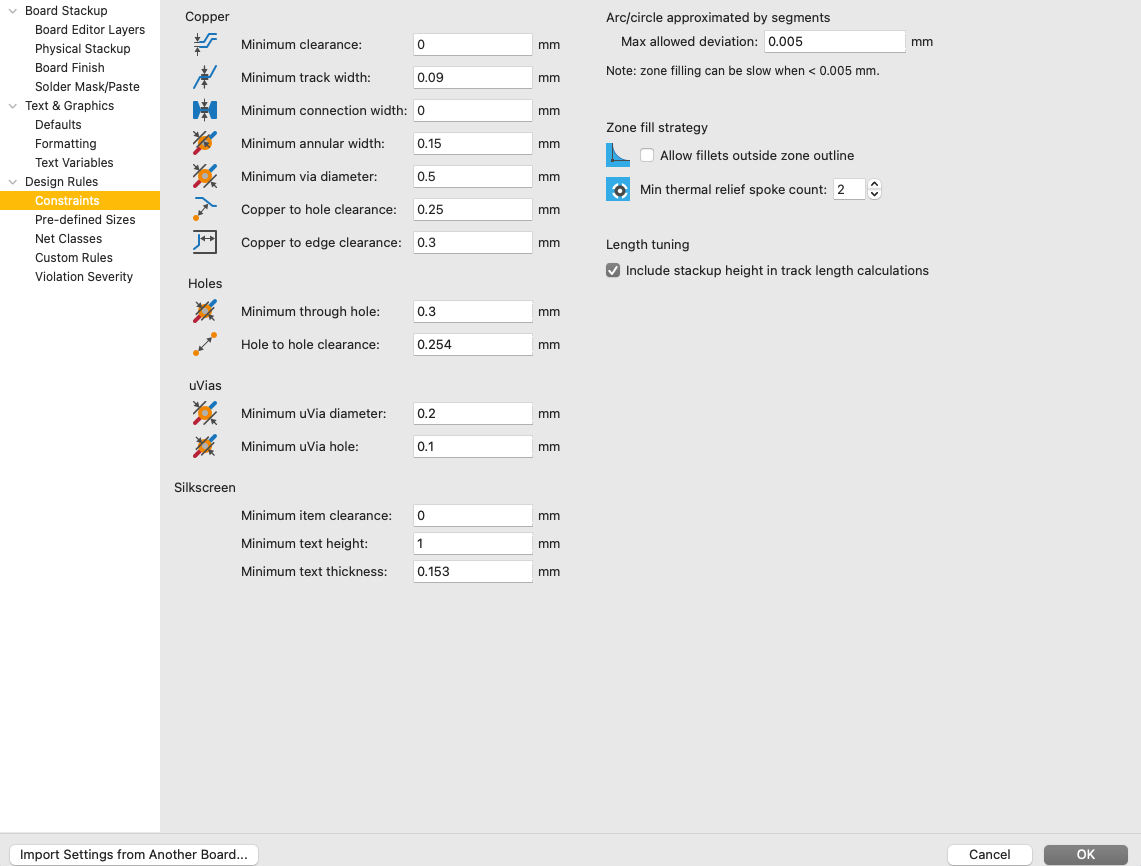 Board Stackup
Board Editor Layers
Physical Stackup
Board Finish
Solder Mask/Paste
Text & Graphics
Defaults
Formatting
Text Variables
Design Rules
Constraints
Pre-defined Sizes
Net Classes
Custom Rules
Violation Severity
Copper
Minimum clearance: 0 mm
Minimum track width: 0.09 mm
Minimum connection width: 0 mm
Minimum annular width: 0.15 mm
Minimum via diameter: 0.5 mm
Copper to hole clearance: 0.25 mm
Copper to edge clearance: 0.3 mm
Holes
Minimum through hole: 0.3 mm
Hole to hole clearance: 0.254 mm
uVias
Minimum uVia diameter: 0.2 mm
Minimum uVia hole: 0.1 mm
Silkscreen
Minimum item clearance: 0 mm
Minimum text height: 1 mm
Minimum text thickness: 0.153 mm
Arc/circle approximated by segments
Max allowed deviation: 0.005 mm
Note: zone filling can be slow when < 0.005 mm.
Zone fill strategy
Allow fillets outside zone outline
Min thermal relief spoke count: 2
Length tuning
Include stackup height in track length calculations
Import Settings from Another Board...
Cancel
OK